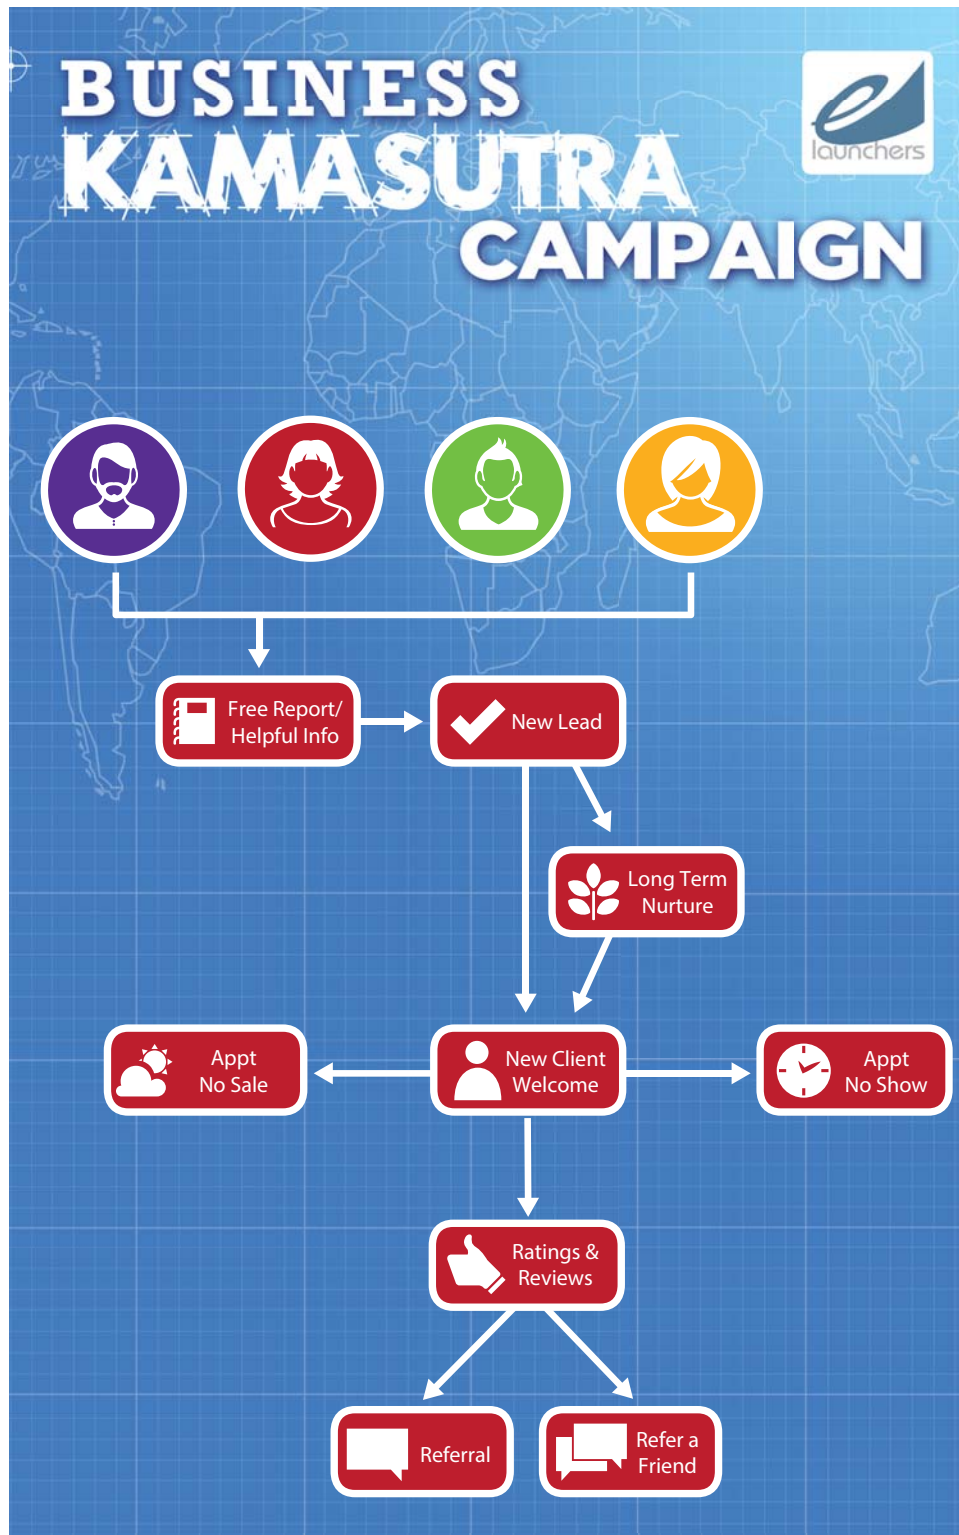 BUSINESS
KAMASUTRA
CAMPAIGN
e
launchers
Free Report/
Helpful Info
New Lead
Long Term
Nurture
Appt
No Sale
New Client
Welcome
Appt
No Show
Ratings &
Reviews
Referral
Refer a
Friend